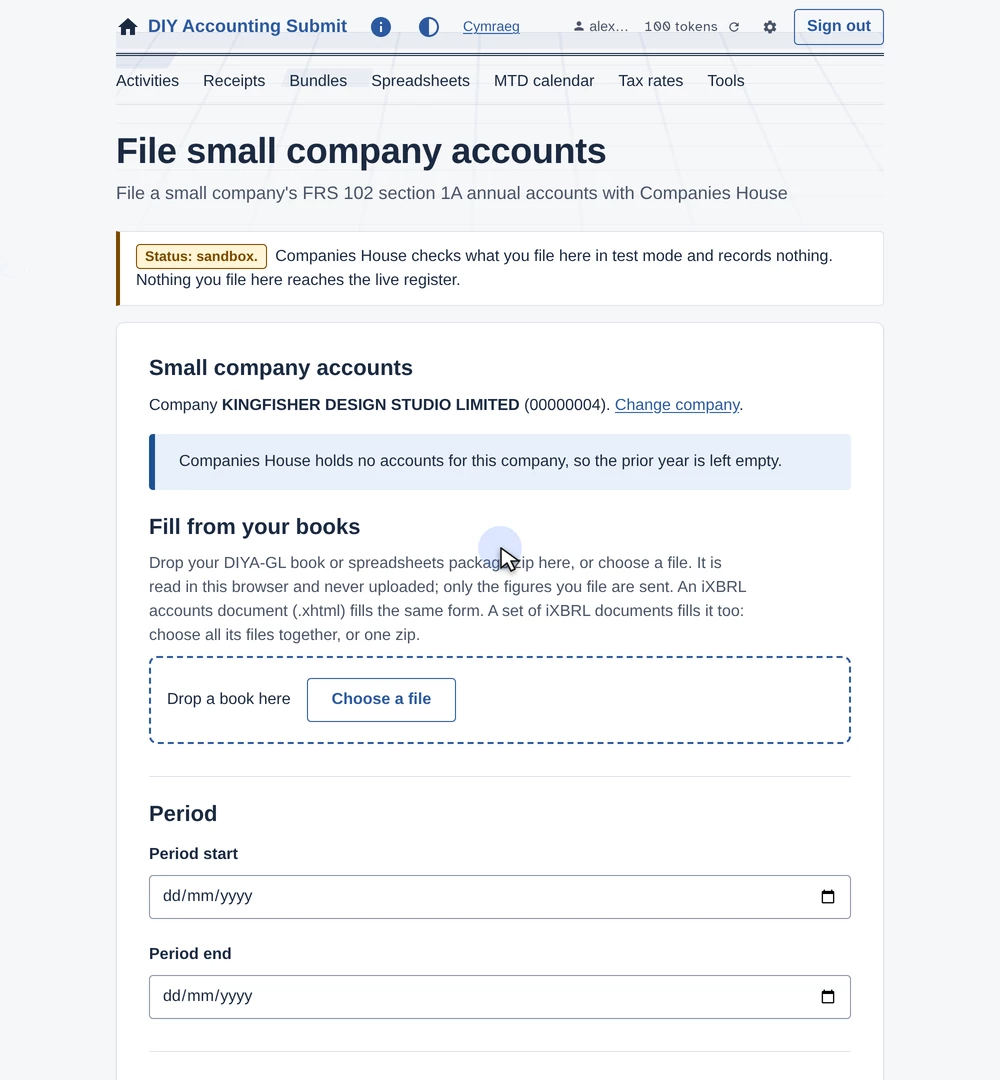 DIY Accounting Submit
Cymraeg
alex...
100 tokens
Sign out
Activities
Receipts
Bundles
Spreadsheets
MTD calendar
Tax rates
Tools
File small company accounts
File a small company's FRS 102 section 1A annual accounts with Companies House
Status: sandbox. Companies House checks what you file here in test mode and records nothing.
Nothing you file here reaches the live register.
Small company accounts
Company KINGFISHER DESIGN STUDIO LIMITED (00000004). Change company.
Companies House holds no accounts for this company, so the prior year is left empty.
Fill from your books
Drop your DIYA-GL book or spreadsheets package zip here, or choose a file. It is
read in this browser and never uploaded; only the figures you file are sent. An iXBRL
accounts document (.xhtml) fills the same form. A set of iXBRL documents fills it too:
choose all its files together, or one zip.
Drop a book here
Choose a file
Period
Period start
dd/mm/yyyy
Period end
dd/mm/yyyy